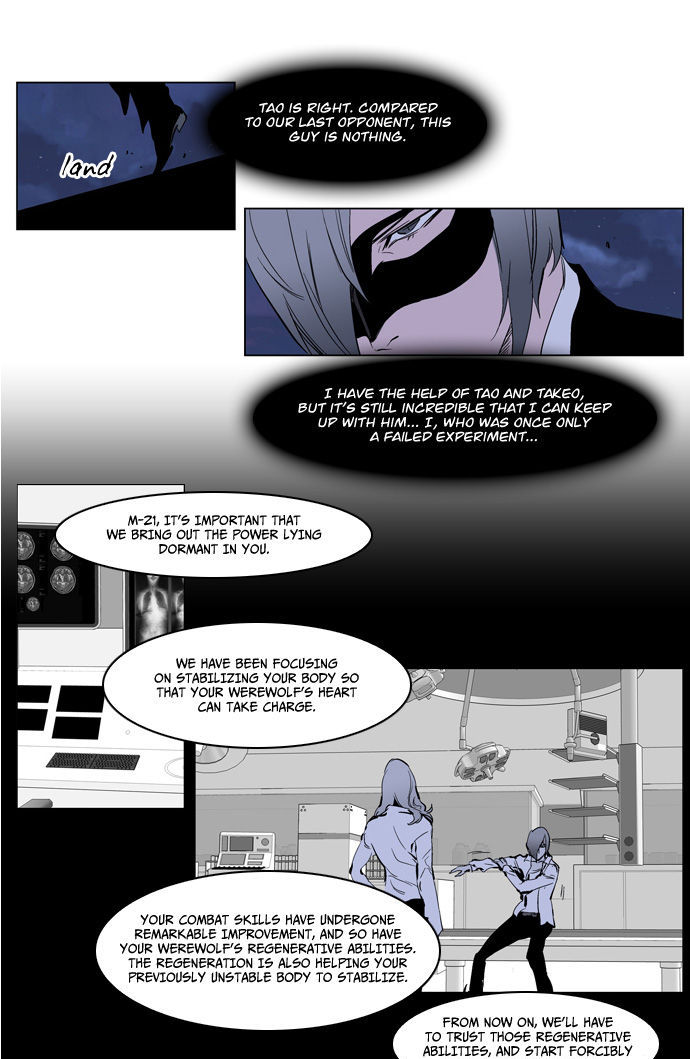 TAO IS RIGHT. COMPARED
TO OUR LAST OPPONENT, THIS
GUY IS NOTHING.
land
I HAVE THE HELP OF TAO AND TAKEO,
BUT IT'S STILL INCREDIBLE THAT I CAN KEEP
UP WITH HIM... I, WHO WAS ONCE ONLY
A FAILED EXPERIMENT...
M-21, IT'S IMPORTANT THAT
WE BRING OUT THE POWER LYING
DORMANT IN YOU.
WE HAVE BEEN FOCUSING
ON STABILIZING YOUR BODY SO
THAT YOUR WEREWOLF'S HEART
CAN TAKE CHARGE.
YOUR COMBAT SKILLS HAVE UNDERGONE
REMARKABLE IMPROVEMENT, AND SO HAVE
YOUR WEREWOLF'S REGENERATIVE ABILITIES.
THE REGENERATION IS ALSO HELPING YOUR
PREVIOUSLY UNSTABLE BODY TO STABILIZE.
FROM NOW ON, WE'LL HAVE
TO TRUST THOSE REGENERATIVE
ABILITIES, AND START FORCIBLY